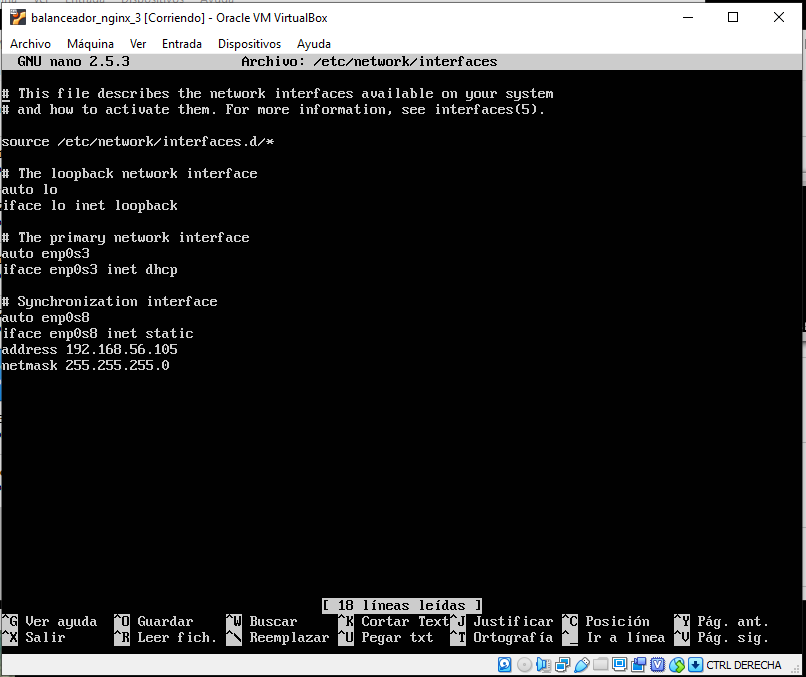 balanceador_nginx_3 [Corriendo] - Oracle VM VirtualBox
Archivo Máquina Ver Entrada Dispositivos Ayuda
GNU nano 2.5.3 Archivo: /etc/network/interfaces
# This file describes the network interfaces available on your system
# and how to activate them. For more information, see interfaces(5).
source /etc/network/interfaces.d/*
# The loopback network interface
auto lo
iface lo inet loopback
# The primary network interface
auto enp0s3
iface enp0s3 inet dhcp
# Synchronization interface
auto enp0s8
iface enp0s8 inet static
address 192.168.56.105
netmask 255.255.255.0
[ 18 líneas leídas ]
^G Ver ayuda ^O Guardar ^W Buscar ^K Cortar Text ^J Justificar ^C Posición ^Y Pág. ant.
^X Salir ^R Leer fich. ^\ Reemplazar ^U Pegar txt ^T Ortografía ^_ Ir a línea ^V Pág. sig.
CTRL DERECHA